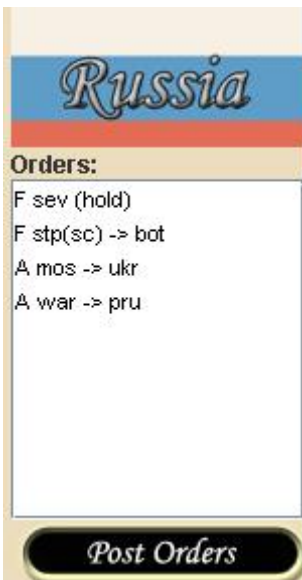 Russia
Orders:
F sev (hold)
F stp(sc) -> bot
A mos -> ukr
A war -> pru
Post Orders